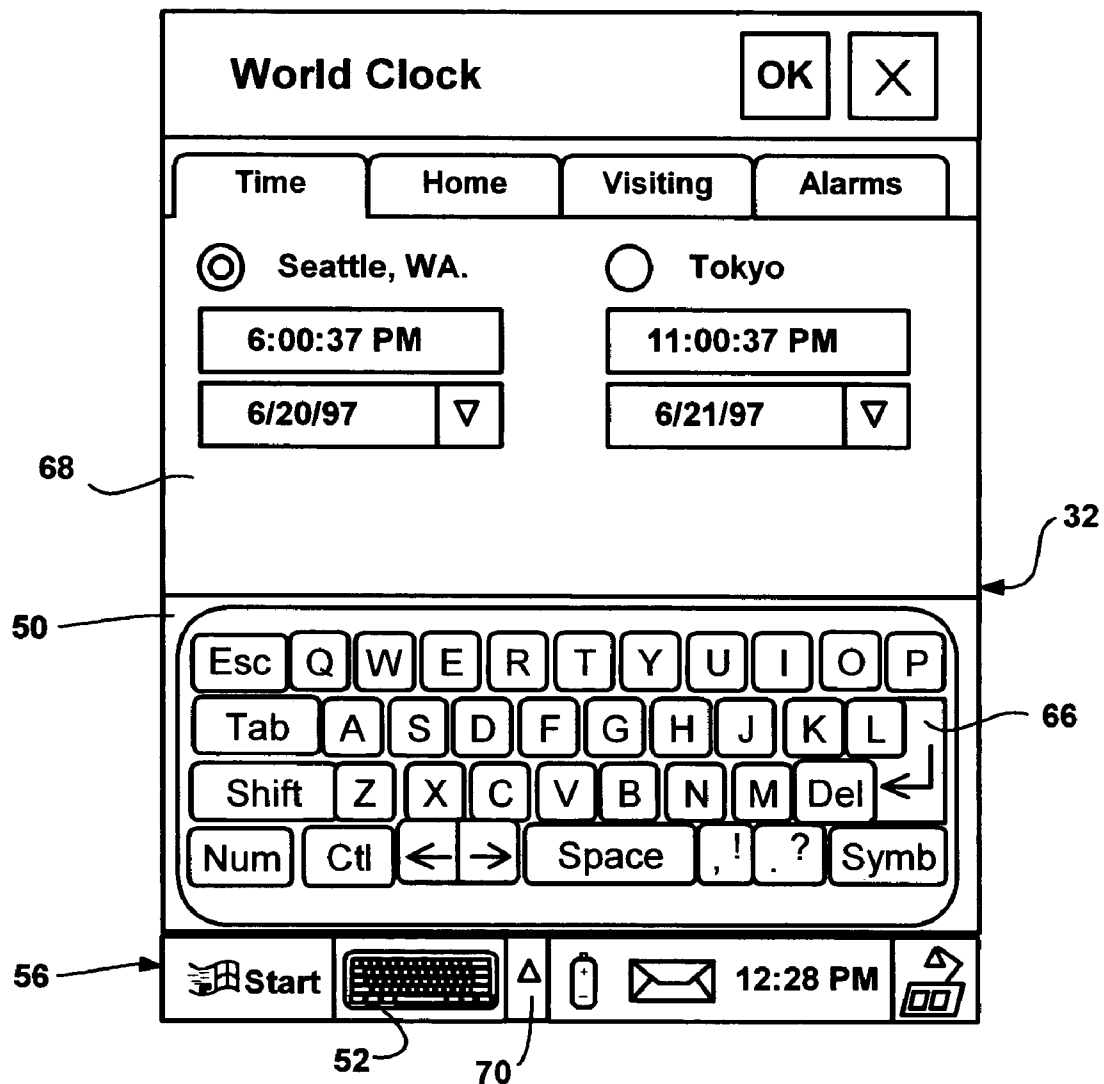 World Clock OK X
Time Home Visiting Alarms
Seattle, WA. Tokyo
6:00:37 PM 11:00:37 PM
6/20/97 6/21/97
68
32
50
Esc Q W E R T Y U I O P
Tab A S D F G H J K L
66
Shift Z X C V B N M Del
Num Ctl ← → Space , ! . ? Symb
56
Start 12:28 PM
52
70